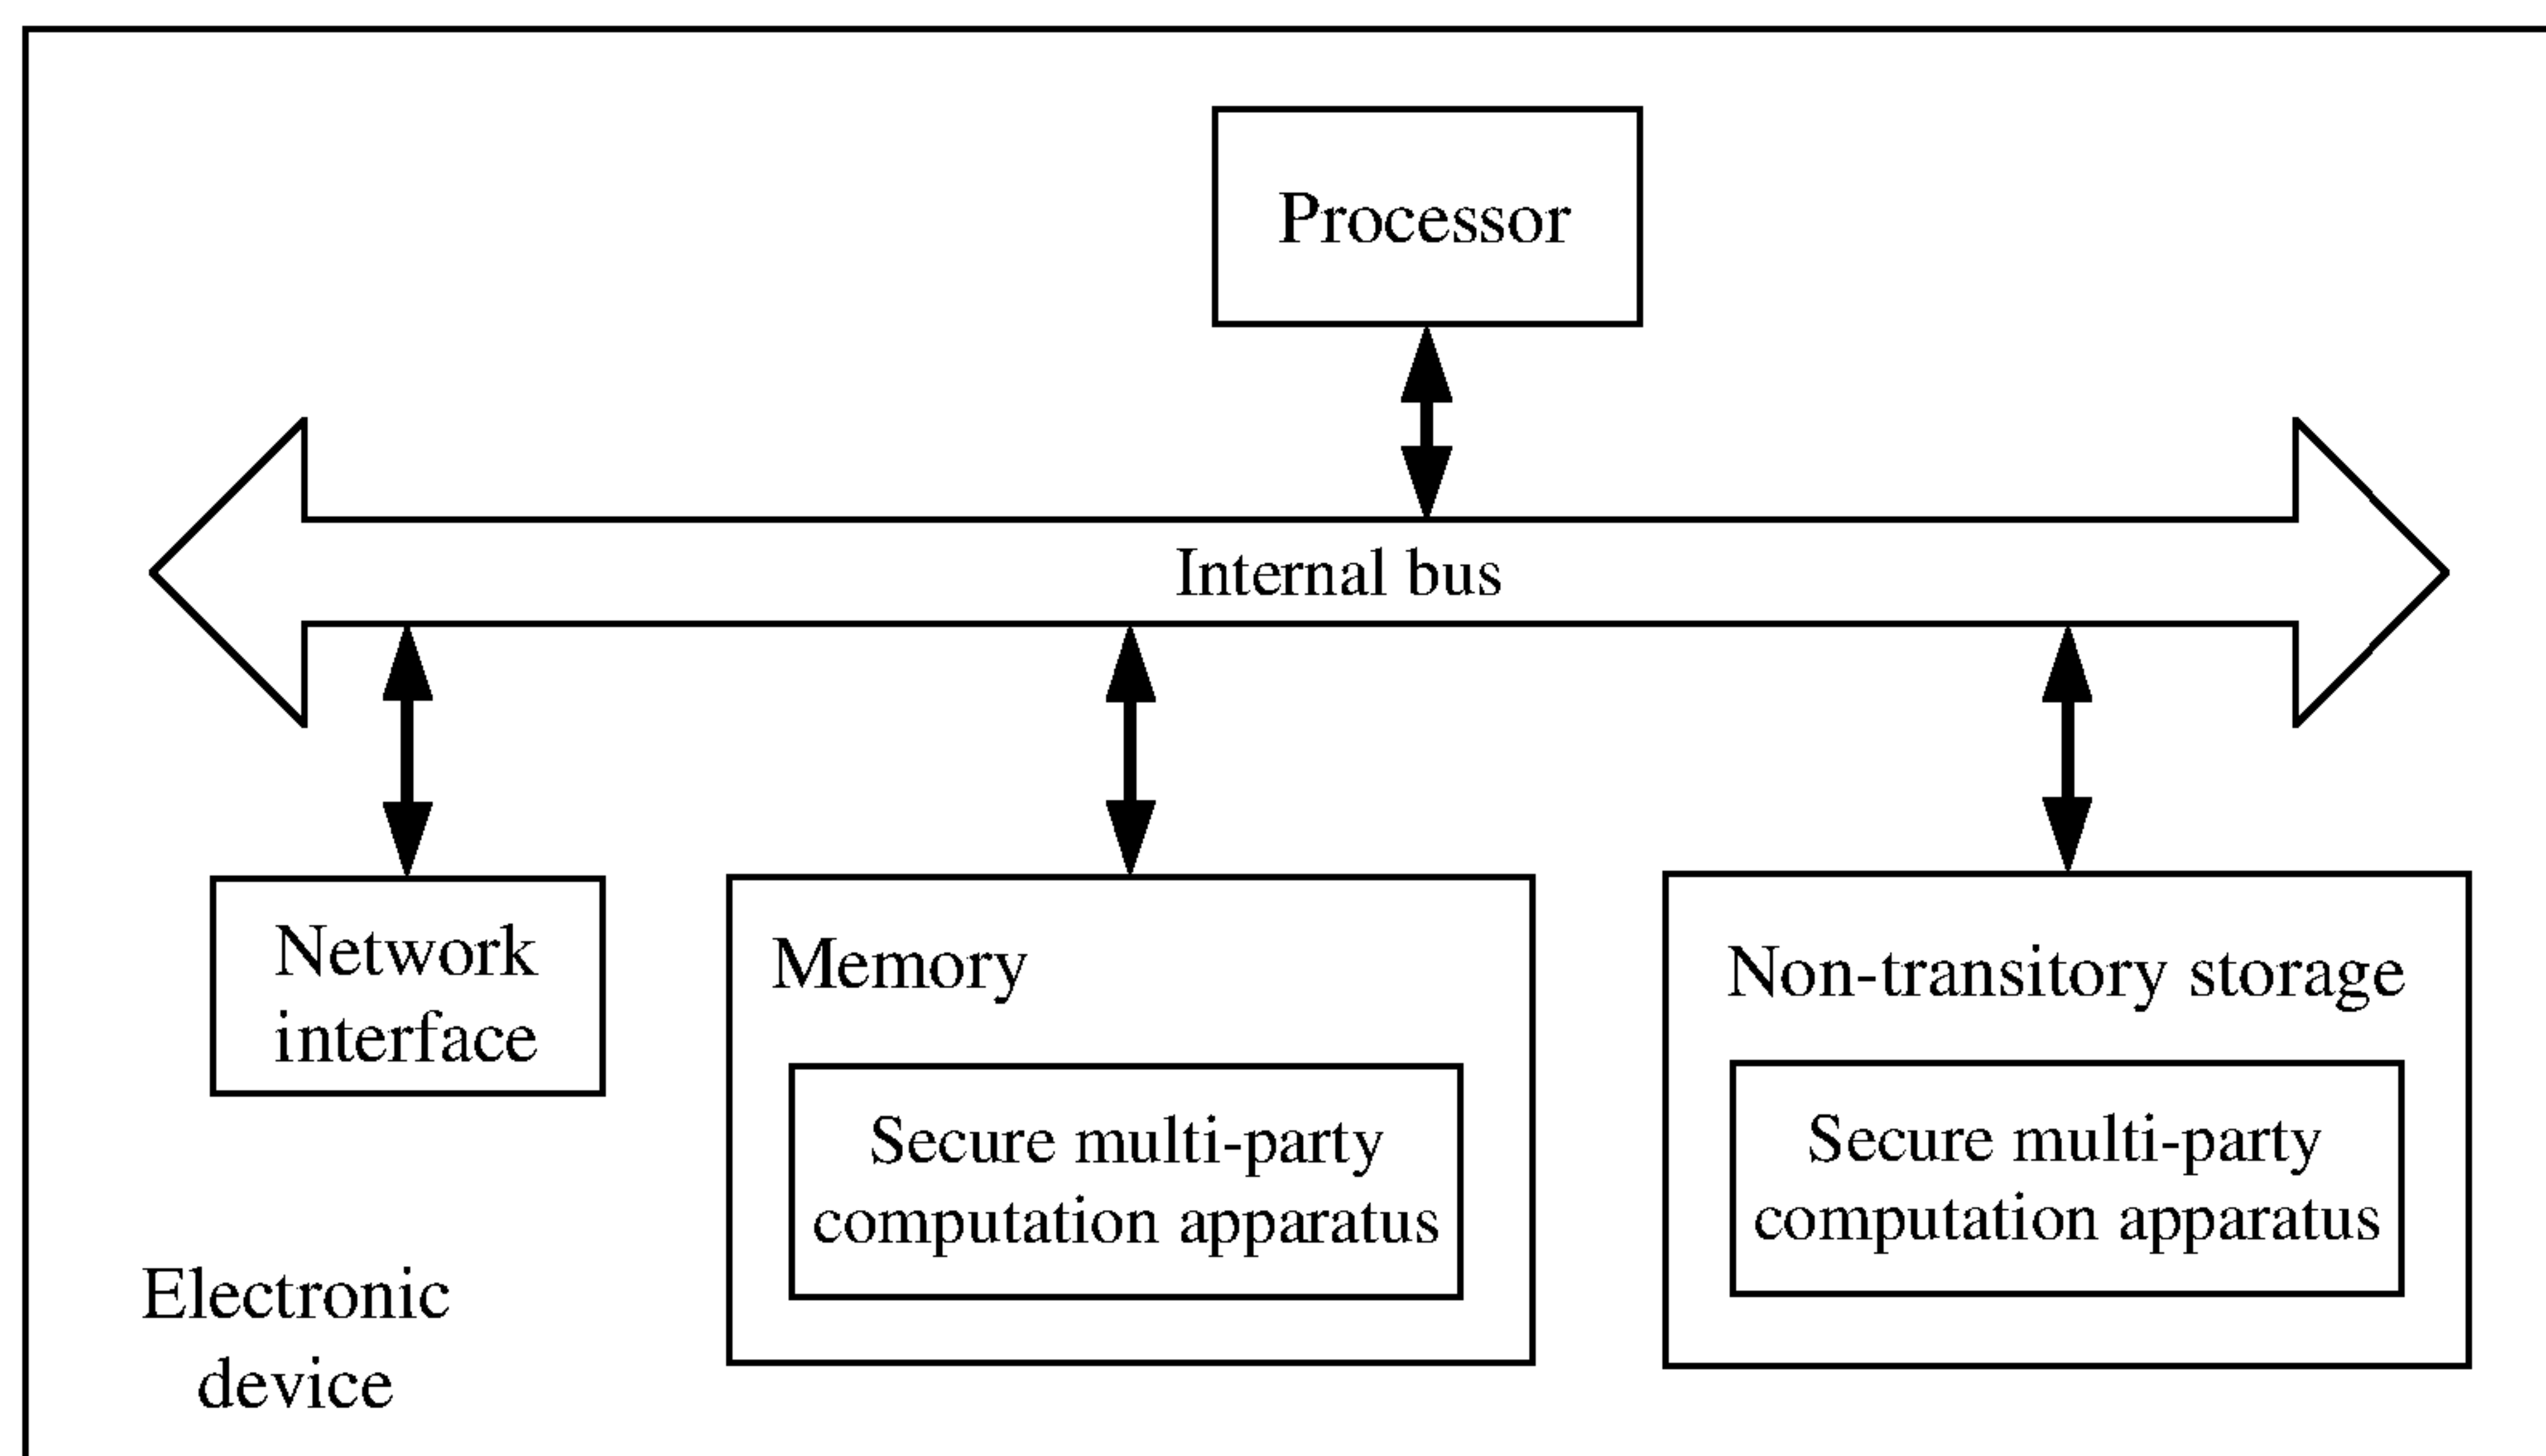 Processor
Internal bus
Network
interface
Memory
Secure multi-party
computation apparatus
Non-transitory storage
Secure multi-party
computation apparatus
Electronic
device